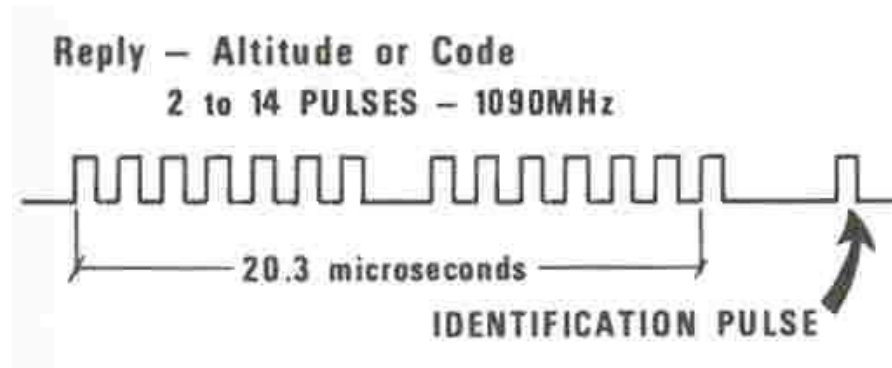 Reply – Altitude or Code
2 to 14 PULSES – 1090MHz
20.3 microseconds
IDENTIFICATION PULSE